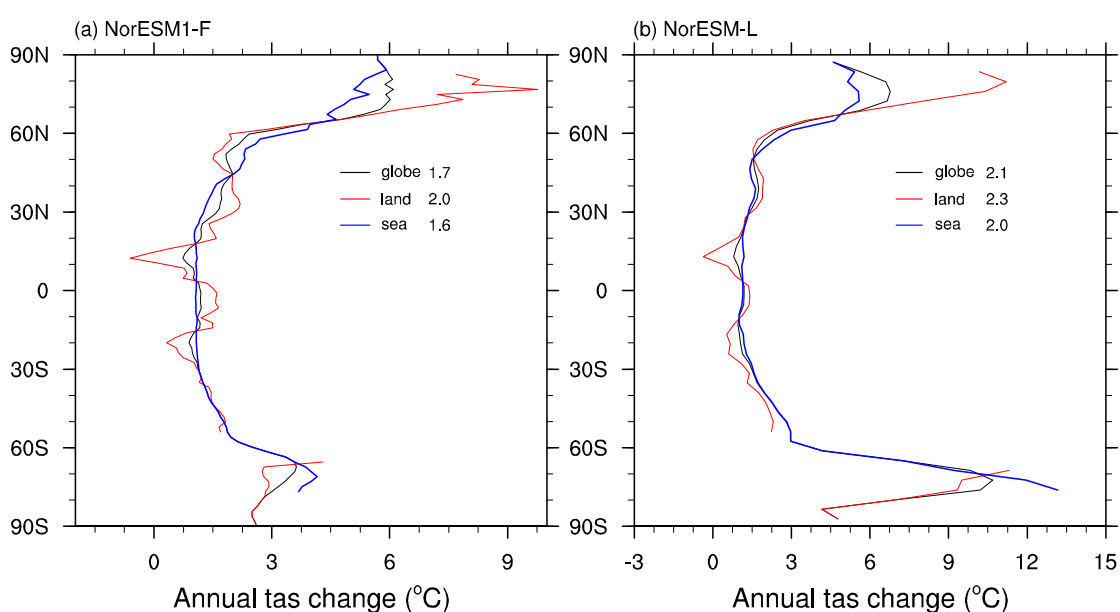 (a) NorESM1-F
(b) NorESM-L
90N
60N
30N
0
30S
60S
90S
globe 1.7
land 2.0
sea 1.6
0 3 6 9
Annual tas change (°C)
90N
60N
30N
0
30S
60S
90S
globe 2.1
land 2.3
sea 2.0
-3 0 3 6 9 12 15
Annual tas change (°C)